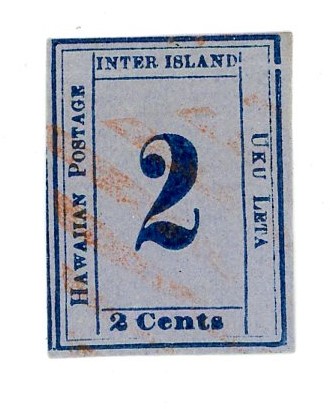 INTER ISLAND
HAWAIIAN POSTAGE
2
UKU LETA
2 Cents